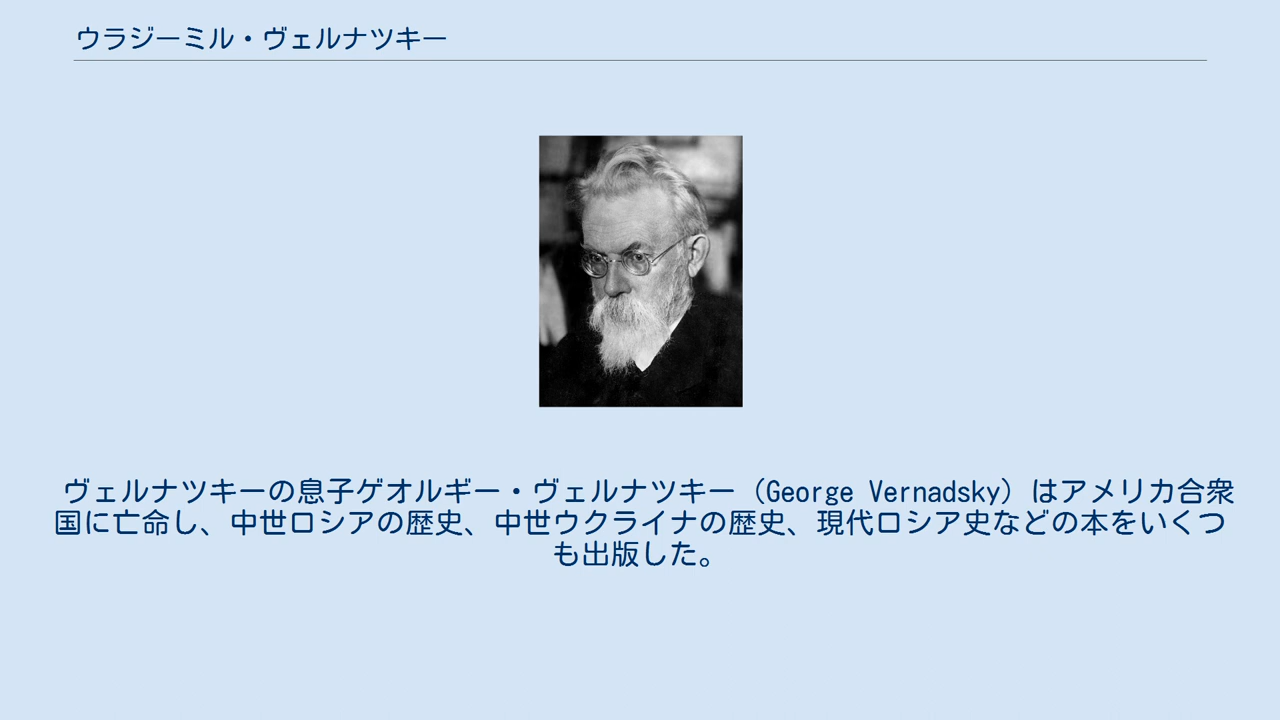 ウラジーミル・ヴェルナツキー
ヴェルナツキーの息子ゲオルギー・ヴェルナツキー（George Vernadsky）はアメリカ合衆
国に亡命し、中世ロシアの歴史、中世ウクライナの歴史、現代ロシア史などの本をいくつ
も出版した。